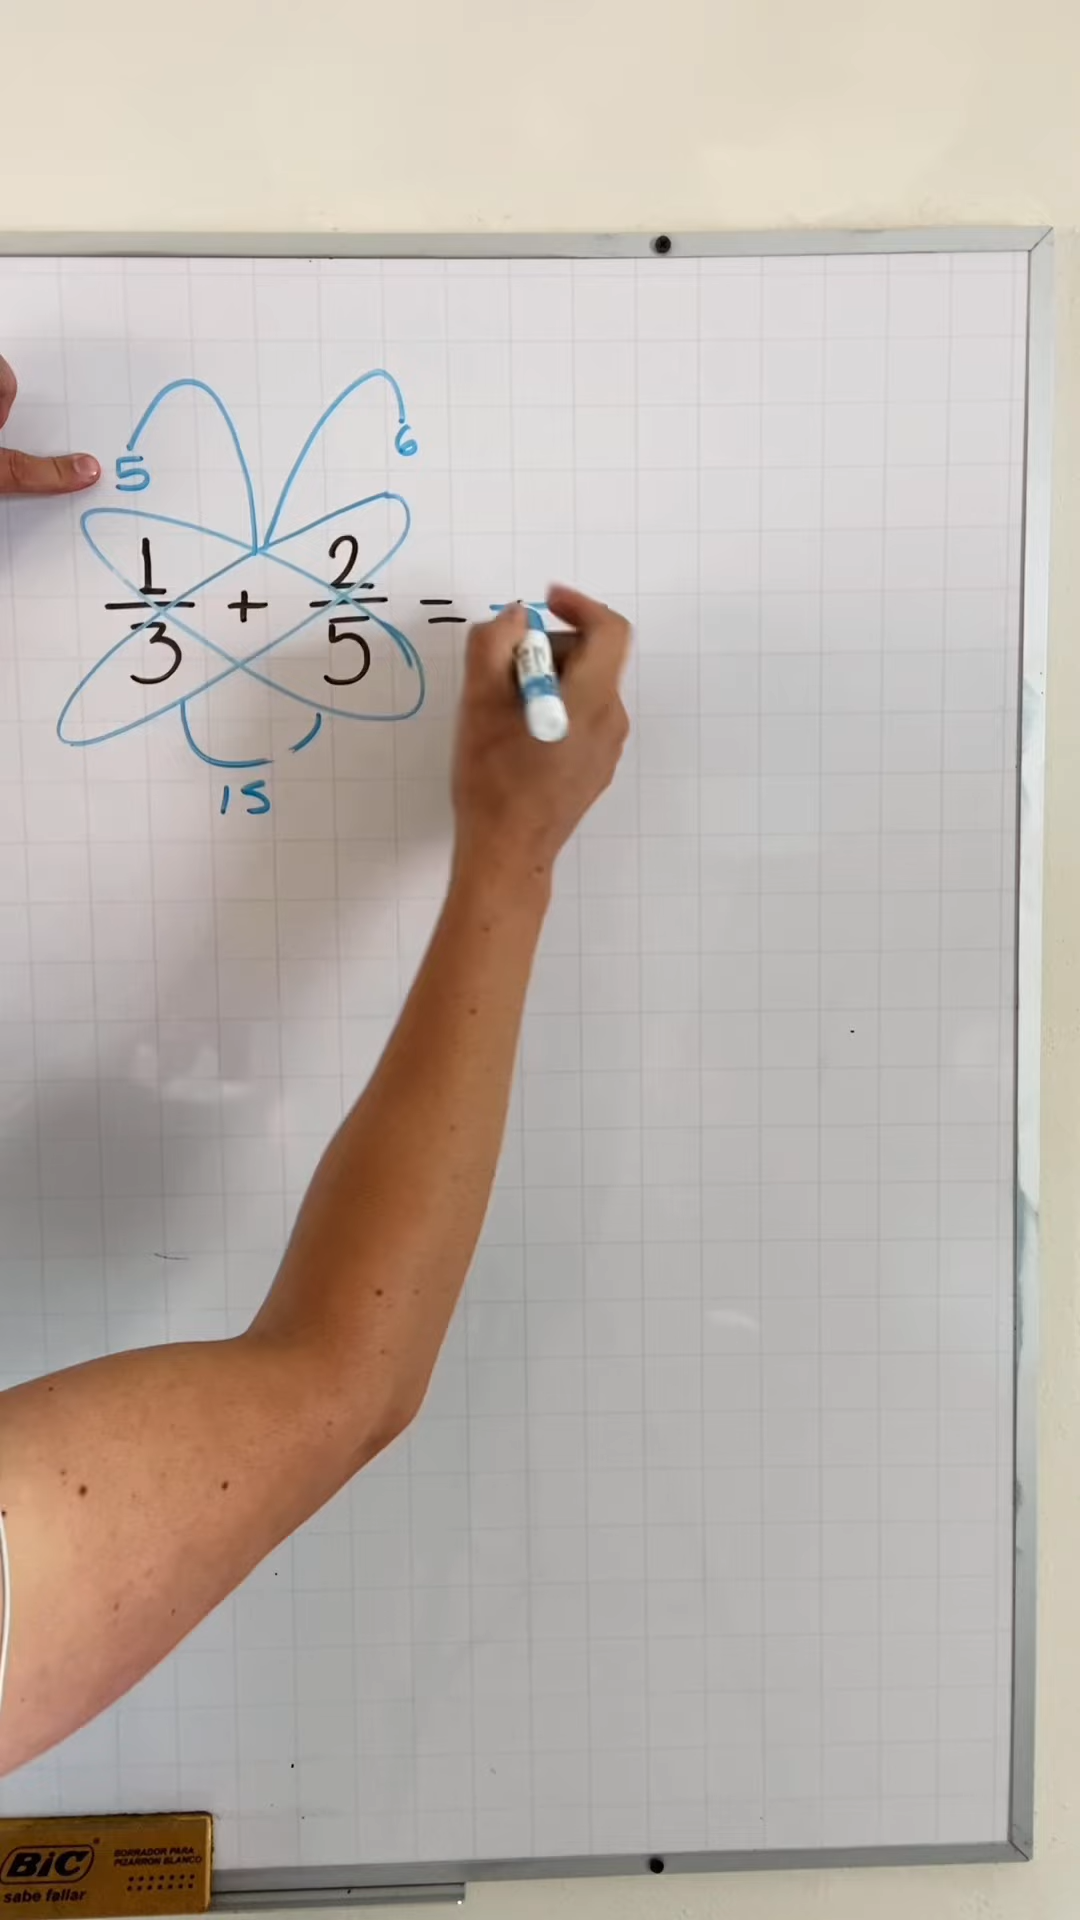 5 6
1/3 + 2/5 =
15
BIC
sabe fallar
BORRADOR PARA
PIZARRON BLANCO